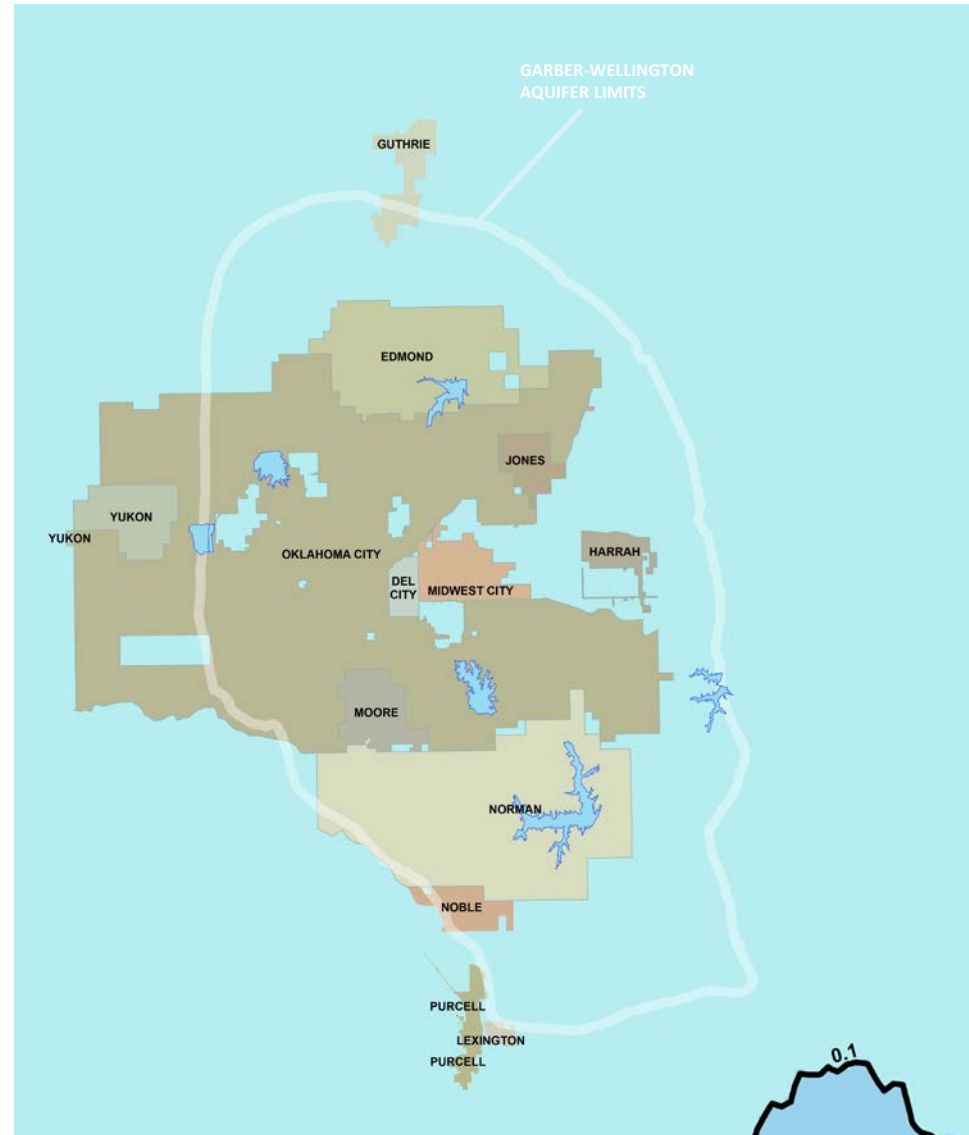 GARBER-WELLINGTON
AQUIFER LIMITS
GUTHRIE
EDMOND
JONES
YUKON
YUKON
OKLAHOMA CITY
HARRAH
DEL
CITY
MIDWEST CITY
MOORE
NORMAN
NOBLE
PURCELL
LEXINGTON
PURCELL
0.1